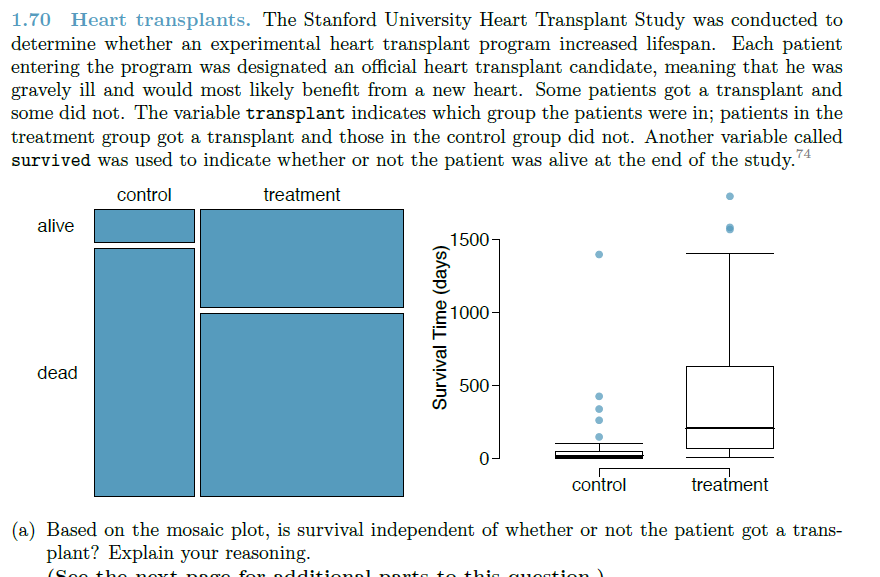 1.70 Heart transplants. The Stanford University Heart Transplant Study was conducted to
determine whether an experimental heart transplant program increased lifespan. Each patient
entering the program was designated an official heart transplant candidate, meaning that he was
gravely ill and would most likely benefit from a new heart. Some patients got a transplant and
some did not. The variable transplant indicates which group the patients were in; patients in the
treatment group got a transplant and those in the control group did not. Another variable called
survived was used to indicate whether or not the patient was alive at the end of the study.74
control treatment
alive
dead
Survival Time (days)
1500
1000
500
0
control treatment
(a) Based on the mosaic plot, is survival independent of whether or not the patient got a trans-
plant? Explain your reasoning.
(See the next page for additional parts to this question.)